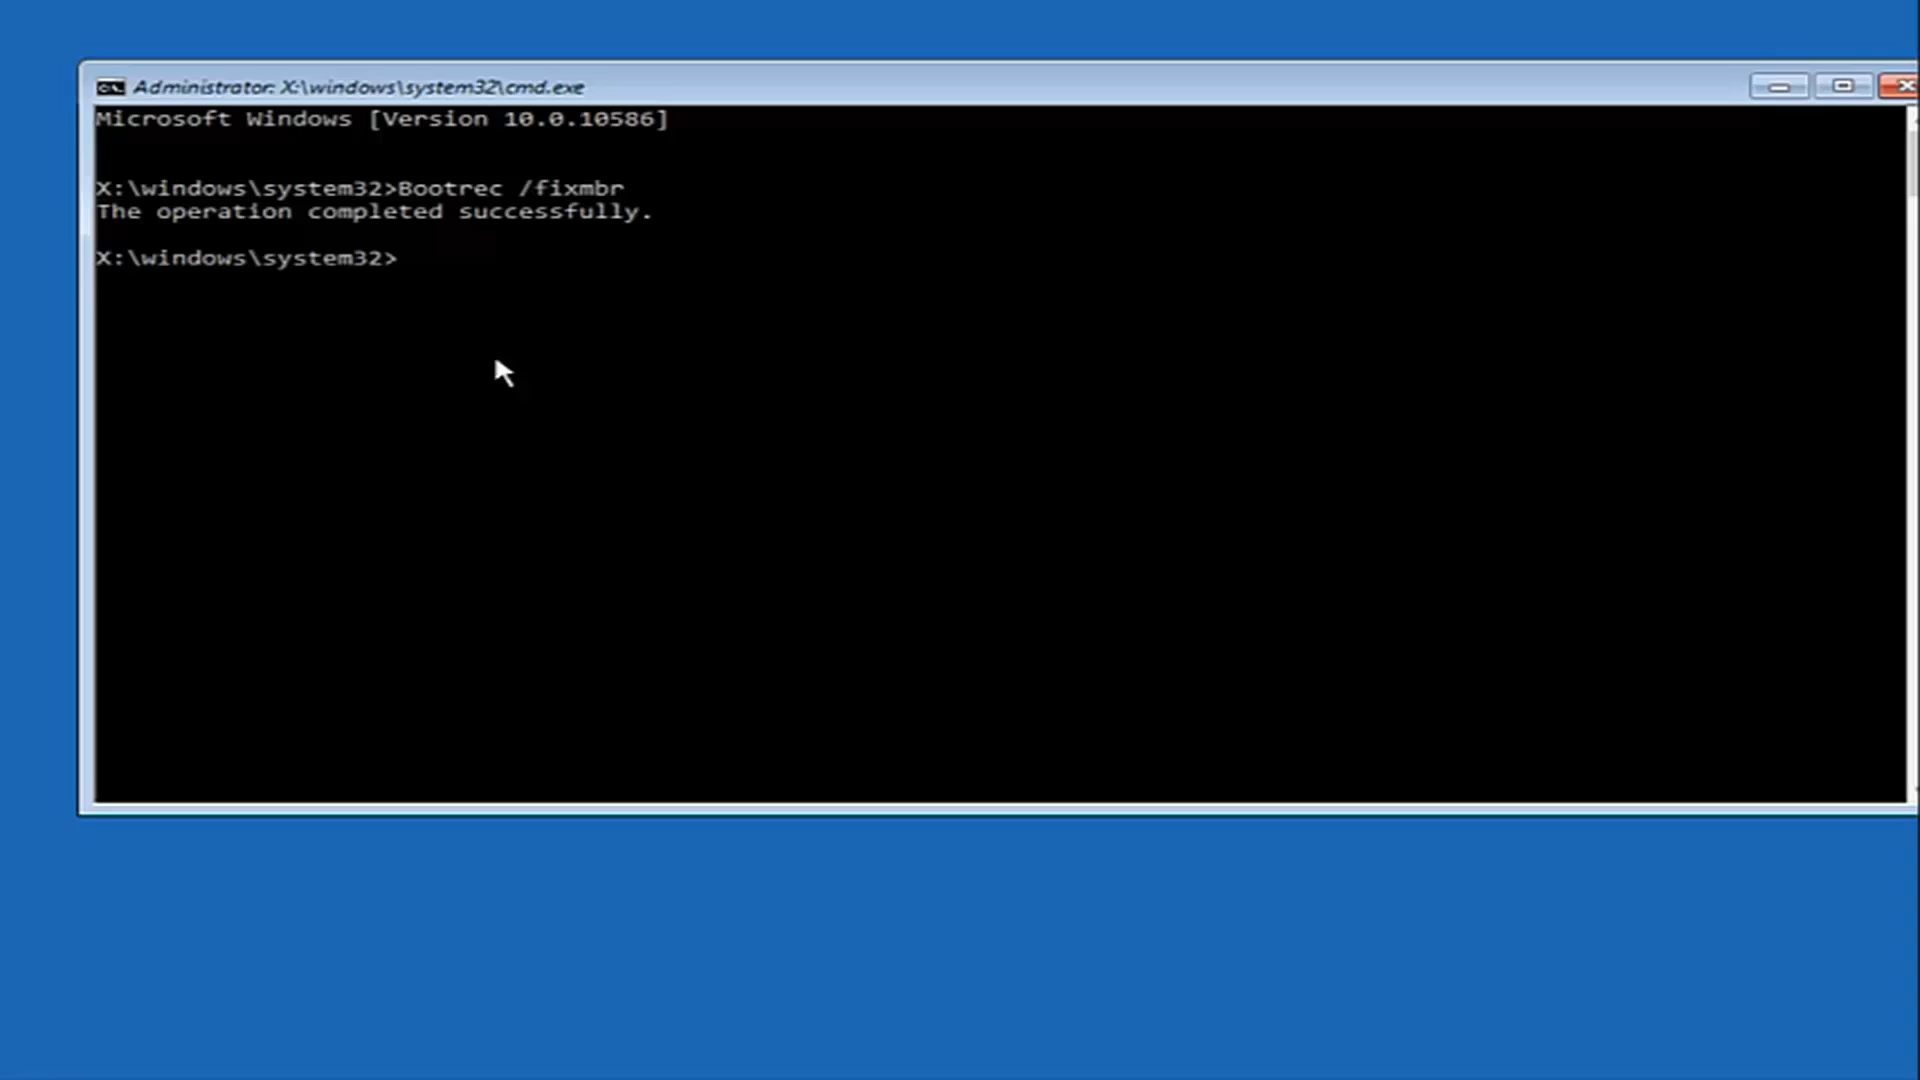 Administrator: X:\windows\system32\cmd.exe
Microsoft Windows [Version 10.0.10586]
X:\windows\system32>Bootrec /fixmbr
The operation completed successfully.
X:\windows\system32>